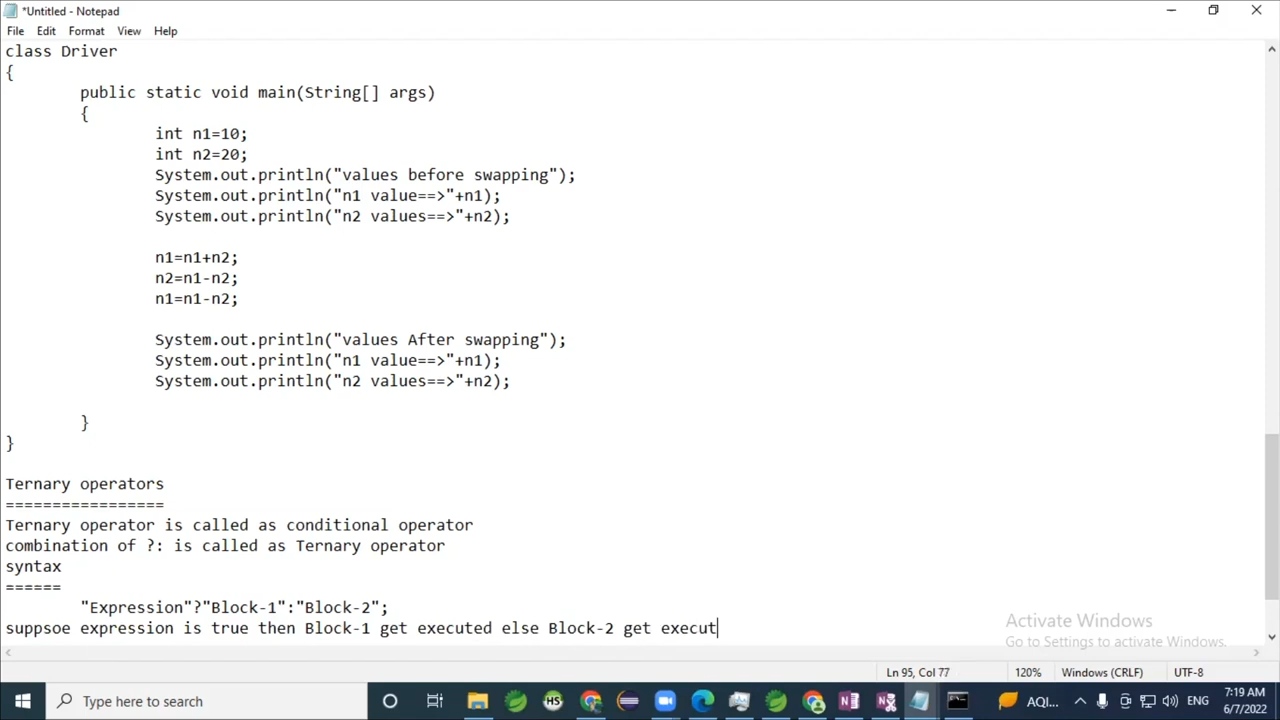 *Untitled - Notepad
File Edit Format View Help
class Driver
{
public static void main(String[] args)
{
int n1=10;
int n2=20;
System.out.println("values before swapping");
System.out.println("n1 value==>"+n1);
System.out.println("n2 values==>"+n2);
n1=n1+n2;
n2=n1-n2;
n1=n1-n2;
System.out.println("values After swapping");
System.out.println("n1 value==>"+n1);
System.out.println("n2 values==>"+n2);
}
}
Ternary operators
=================
Ternary operator is called as conditional operator
combination of ?: is called as Ternary operator
syntax
======
"Expression"?"Block-1":"Block-2";
suppsoe expression is true then Block-1 get executed else Block-2 get execut
Activate Windows
Go to Settings to activate Windows.
Ln 95, Col 77 120% Windows (CRLF) UTF-8
Type here to search HS AQI... ENG 7:19 AM
6/7/2022